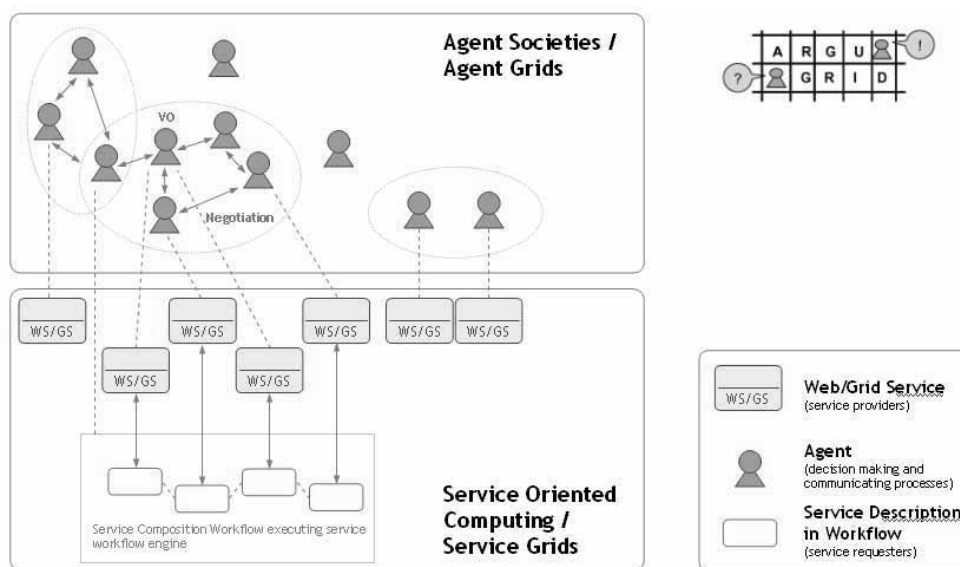 Agent Societies /
Agent Grids
VO
Negotiation
A R G U !
? G R I D
WS/GS WS/GS WS/GS WS/GS WS/GS
WS/GS WS/GS
Service Composition Workflow executing service
workflow engine
Service Oriented
Computing /
Service Grids
WS/GS
Web/Grid Service
(service providers)
Agent
(decision making and
communicating processes)
Service Description
in Workflow
(service requesters)